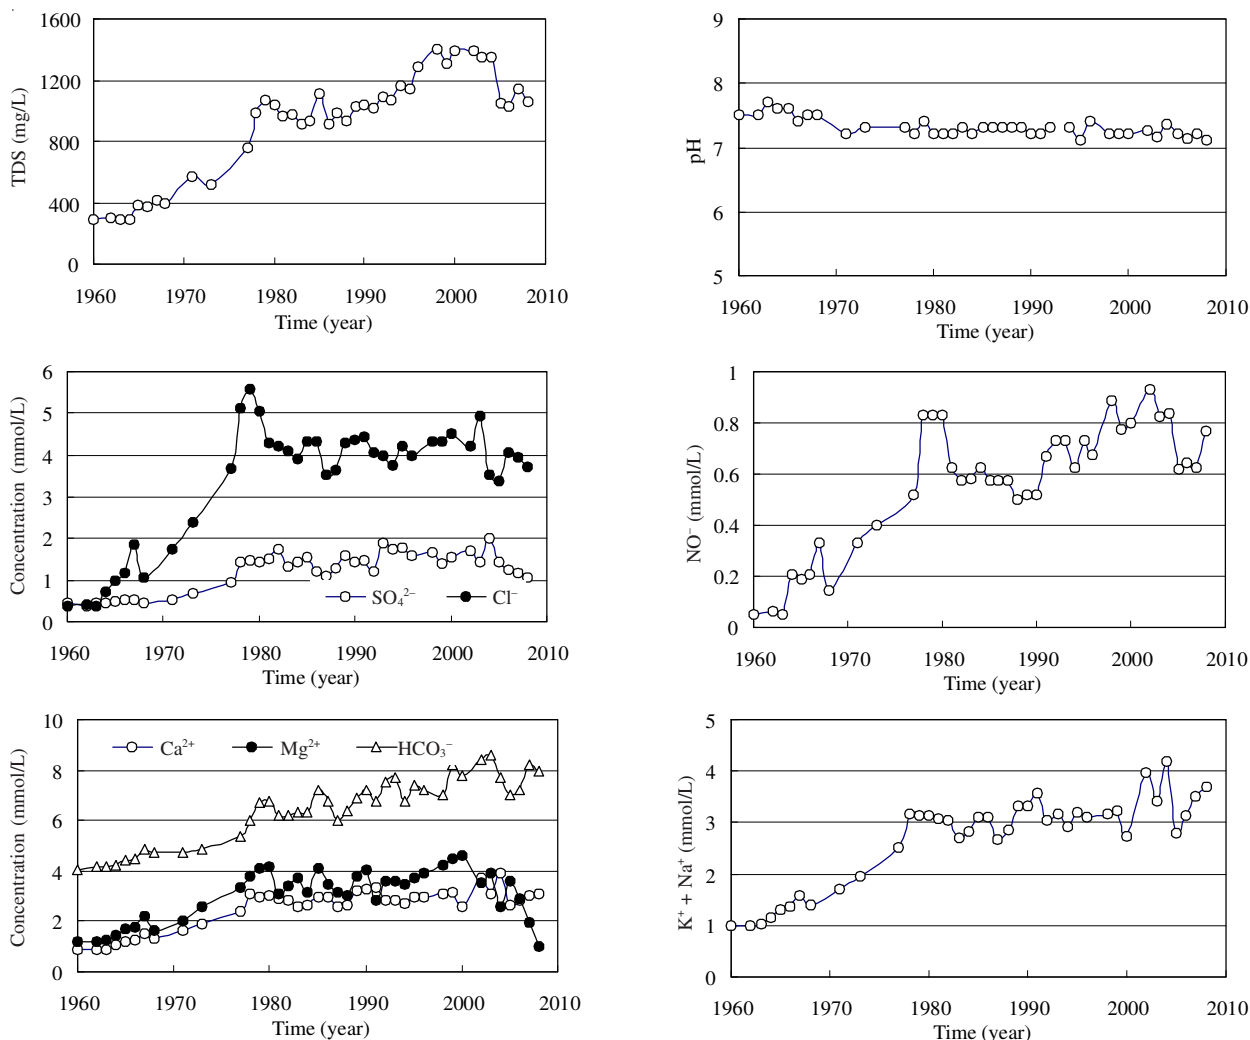 1600
1200
800
400
0
TDS (mg/L)
1960 1970 1980 1990 2000 2010
Time (year)
9
8
7
6
5
pH
1960 1970 1980 1990 2000 2010
Time (year)
6
5
4
3
2
1
0
Concentration (mmol/L)
SO₄²⁻ Cl⁻
1960 1970 1980 1990 2000 2010
Time (year)
1
0.8
0.6
0.4
0.2
0
NO⁻ (mmol/L)
1960 1970 1980 1990 2000 2010
Time (year)
10
8
6
4
2
0
Concentration (mmol/L)
Ca²⁺ Mg²⁺ HCO₃⁻
1960 1970 1980 1990 2000 2010
Time (year)
5
4
3
2
1
0
K⁺ + Na⁺ (mmol/L)
1960 1970 1980 1990 2000 2010
Time (year)